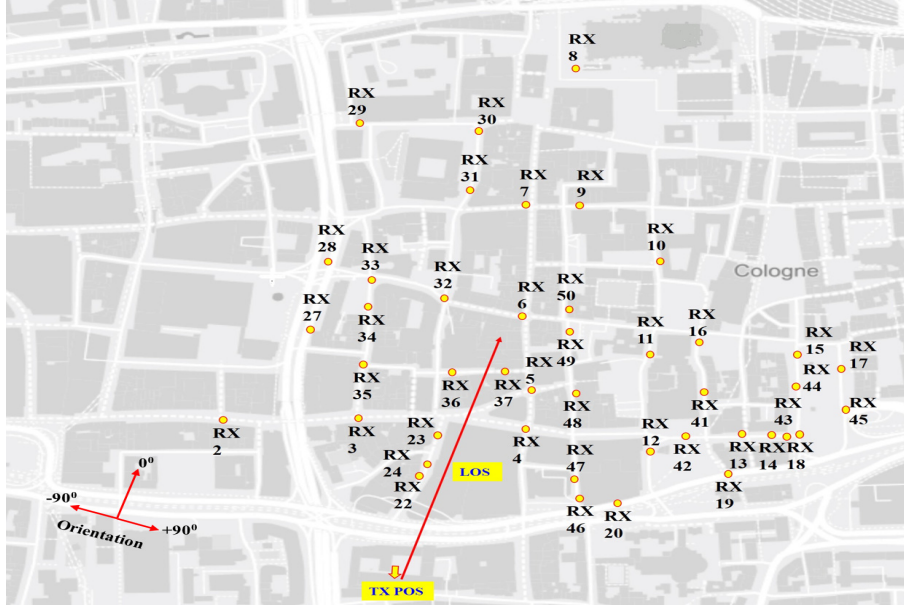 RX
8
RX
29
RX
30
RX
31
RX
7
RX
9
RX
28
RX
33
RX
10
Cologne
RX
32
RX
6
RX
50
RX
27
RX
34
RX
49
RX
11
RX
16
RX
15
RX
17
RX
35
RX
36
RX
37
RX
5
RX
48
RX
41
RX
44
RX
45
RX
2
RX
3
RX
23
RX
4
RX
12
RX
42
RX
43
RX
13
RX
14
RX
18
RX
24
RX
22
LOS
RX
47
RX
19
RX
46
RX
20
0⁰
-90⁰
+90⁰
Orientation
TX POS